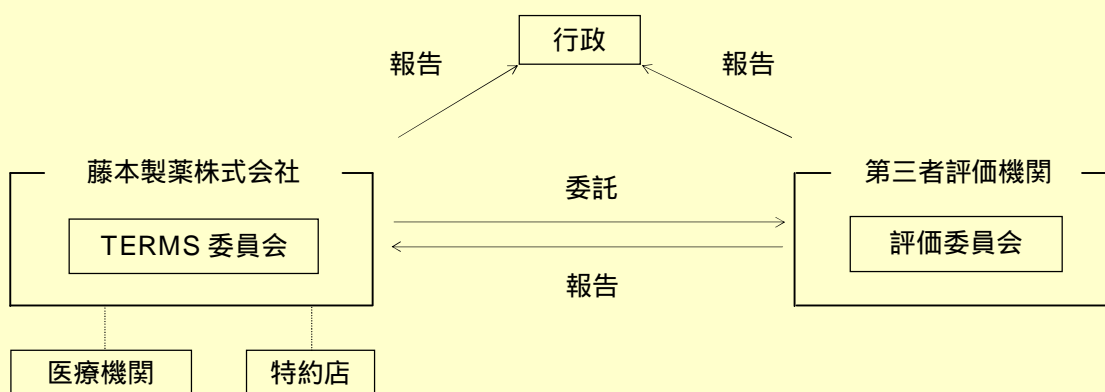 行政
報告
報告
藤本製薬株式会社
第三者評価機関
委託
TERMS 委員会
評価委員会
報告
医療機関
特約店